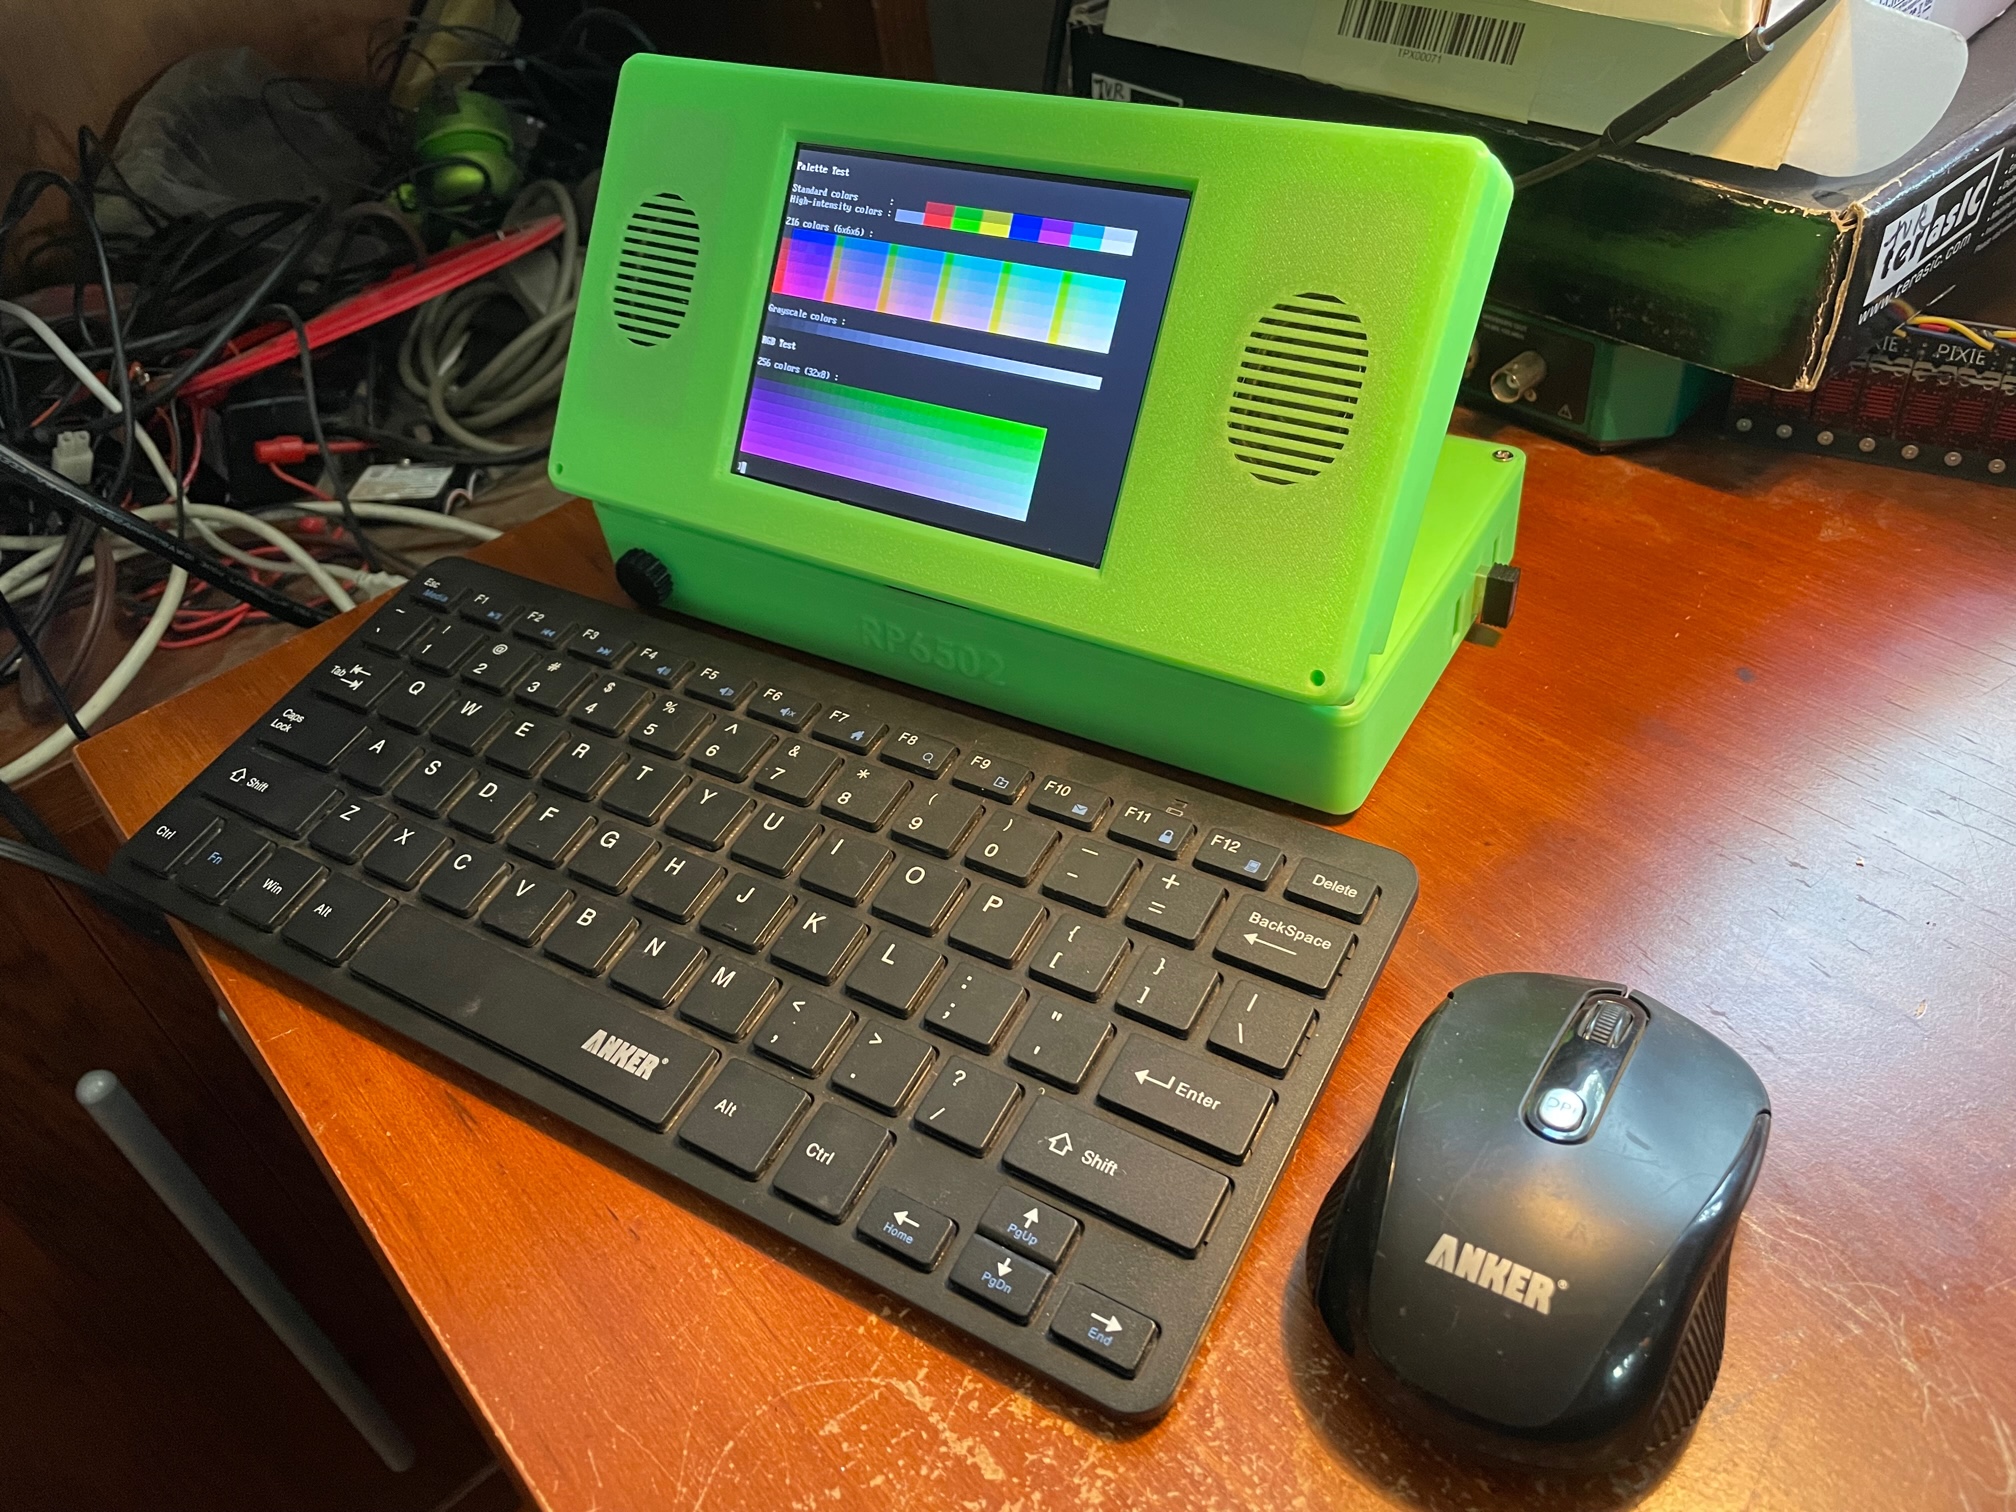 1PX00071
JVR
JVR
terasIC
www.terasic.com
PIXIE
Palette Test
Standard colors :
High-intensity colors :
216 colors (6x6x6) :
Grayscale colors :
RGB Test
256 colors (32x8) :
]
RP6502
Esc Media F1 F2 F3 F4 F5 F6 F7 F8 F9 F10 F11 F12 Delete
~ ` ! 1 @ 2 # 3 $ 4 % 5 ^ 6 & 7 * 8 ( 9 ) 0 _ - + = BackSpace
Tab Q W E R T Y U I O P { [ } ] | \
Caps Lock A S D F G H J K L : ; " ' Enter
Shift Z X C V B N M < , > . ? / Shift
Ctrl Fn Win Alt ANKER® Alt Ctrl
Home PgUp PgDn End
DPI
ANKER®